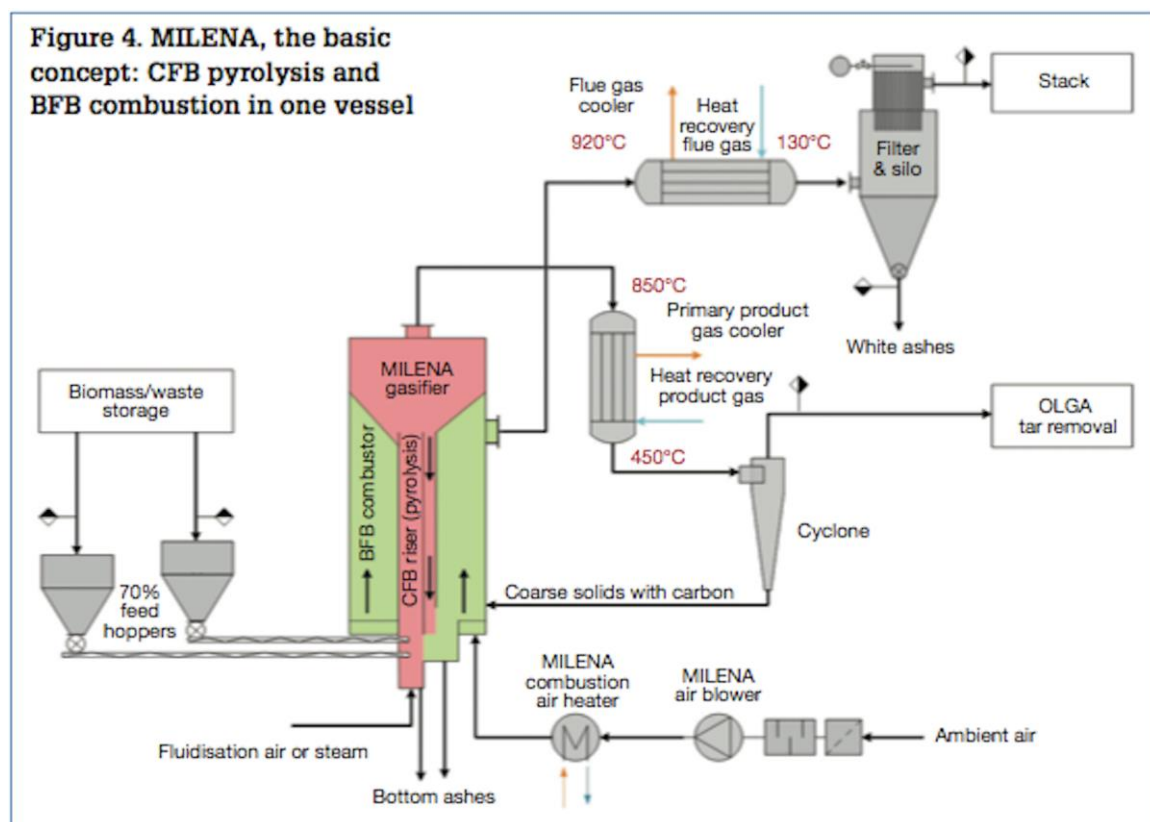 Figure 4. MILENA, the basic
concept: CFB pyrolysis and
BFB combustion in one vessel
Flue gas
cooler
Heat
recovery
flue gas
920°C
130°C
Filter
& silo
Stack
850°C
Primary product
gas cooler
White ashes
MILENA
gasifier
Heat recovery
product gas
Biomass/waste
storage
OLGA
tar removal
450°C
BFB combustor
CFB riser (pyrolysis)
Cyclone
70%
feed
hoppers
Coarse solids with carbon
MILENA
combustion
air heater
MILENA
air blower
Ambient air
Fluidisation air or steam
Bottom ashes